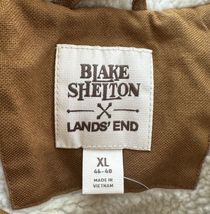 BLAKE
SHELTON
LANDS' END
XL
46-48
MADE IN
VIETNAM